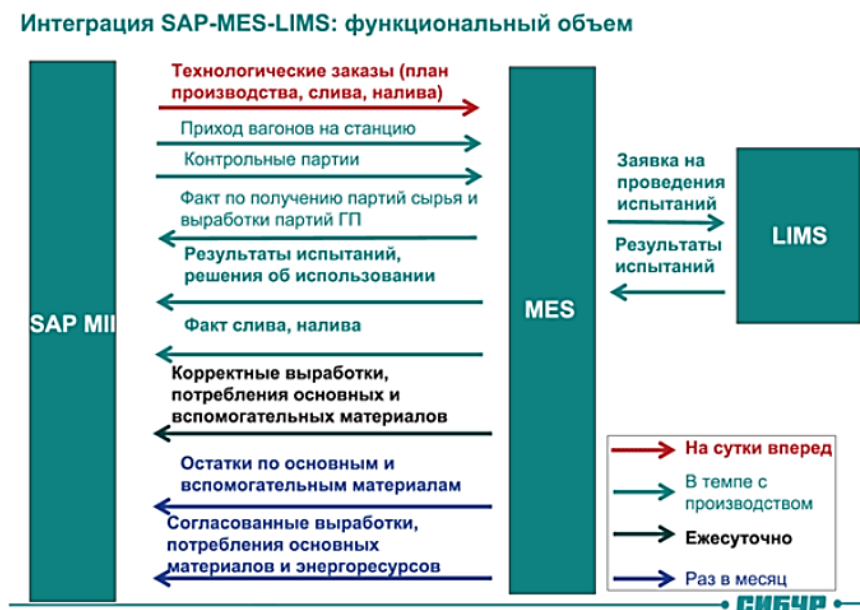 Интеграция SAP-MES-LIMS: функциональный объем
Технологические заказы (план
производства, слива, налива)
Приход вагонов на станцию
Контрольные партии
Факт по получению партий сырья и
выработки партий ГП
Результаты испытаний,
решения об использовании
Факт слива, налива
SAP MII
Корректные выработки,
потребления основных и
вспомогательных материалов
Остатки по основным и
вспомогательным материалам
Согласованные выработки,
потребления основных
материалов и энергоресурсов
MES
Заявка на
проведения
испытаний
Результаты
испытаний
LIMS
На сутки вперед
В темпе с
производством
Ежесуточно
Раз в месяц
СИБУР